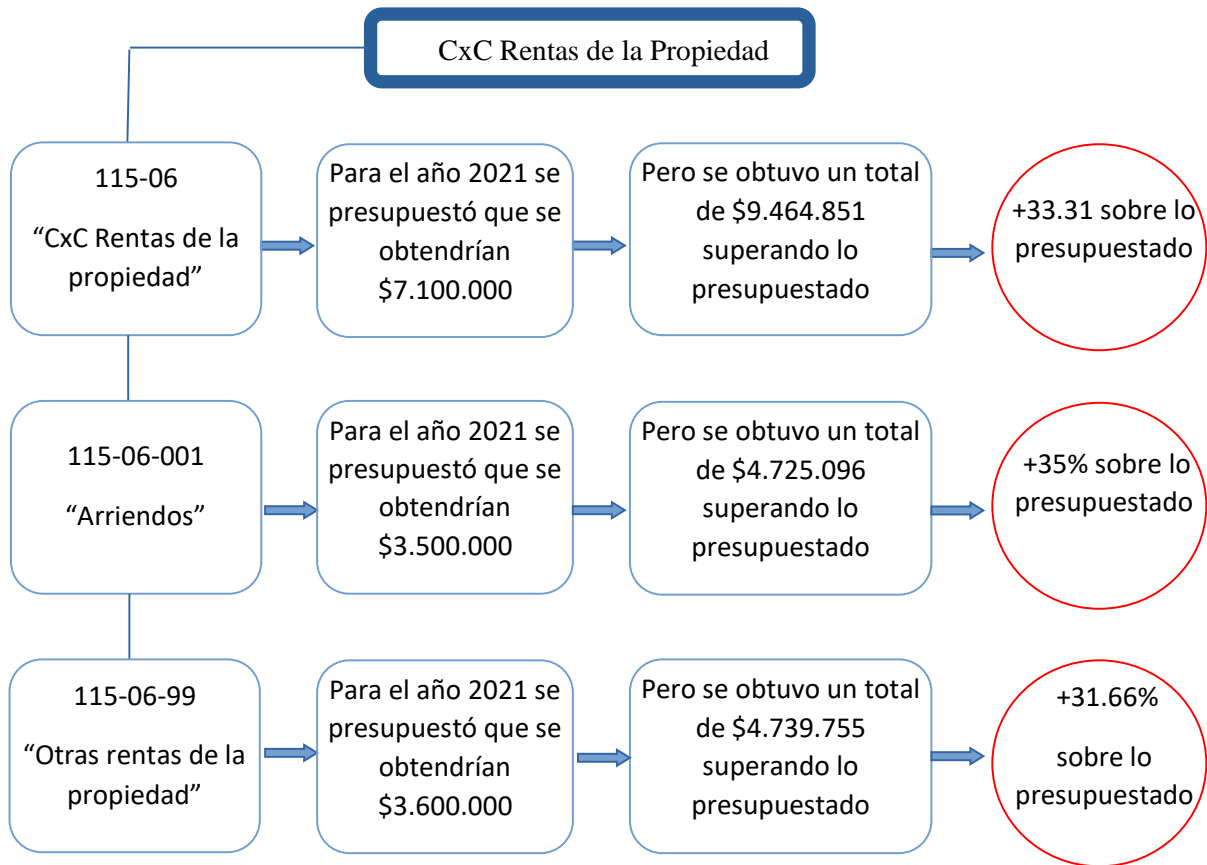 CxC Rentas de la Propiedad
115-06
“CxC Rentas de la
propiedad”
Para el año 2021 se
presupuestó que se
obtendrían
$7.100.000
Pero se obtuvo un total
de $9.464.851
superando lo
presupuestado
+33.31 sobre lo
presupuestado
115-06-001
“Arriendos”
Para el año 2021 se
presupuestó que se
obtendrían
$3.500.000
Pero se obtuvo un total
de $4.725.096
superando lo
presupuestado
+35% sobre lo
presupuestado
115-06-99
“Otras rentas de la
propiedad”
Para el año 2021 se
presupuestó que se
obtendrían
$3.600.000
Pero se obtuvo un total
de $4.739.755
superando lo
presupuestado
+31.66%
sobre lo
presupuestado